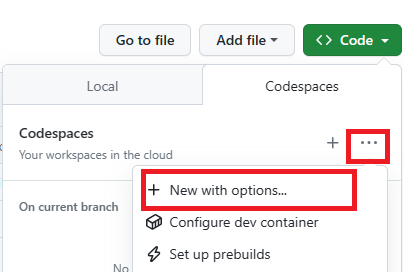 Go to file
Add file
<> Code
Local
Codespaces
Codespaces
Your workspaces in the cloud
New with options...
On current branch
Configure dev container
Set up prebuilds
No